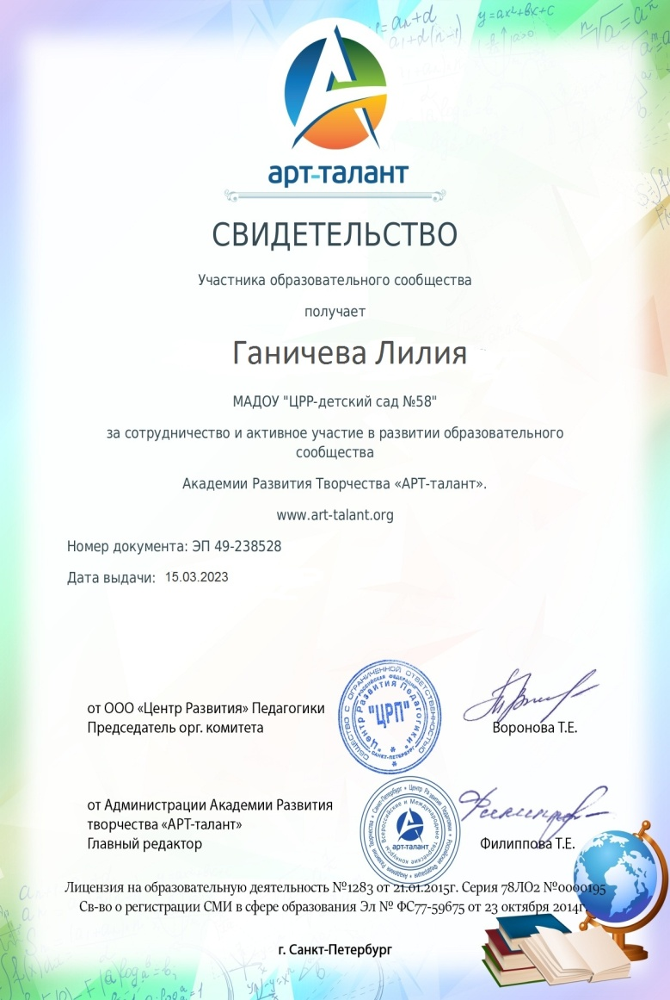 арт-талант
СВИДЕТЕЛЬСТВО
Участника образовательного сообщества
получает
Ганичева Лилия
МАДОУ "ЦРР-детский сад №58"
за сотрудничество и активное участие в развитии образовательного
сообщества
Академии Развития Творчества «АРТ-талант».
www.art-talant.org
Номер документа: ЭП 49-238528
Дата выдачи: 15.03.2023
от ООО «Центр Развития» Педагогики
Председатель орг. комитета
"ЦРП"
Воронова Т.Е.
от Администрации Академии Развития
творчества «АРТ-талант»
Главный редактор
арт-талант
Филиппова Т.Е.
Лицензия на образовательную деятельность №1283 от 21.01.2015г. Серия 78ЛО2 №0000195
Св-во о регистрации СМИ в сфере образования Эл № ФС77-59675 от 23 октября 2014г.
г. Санкт-Петербург